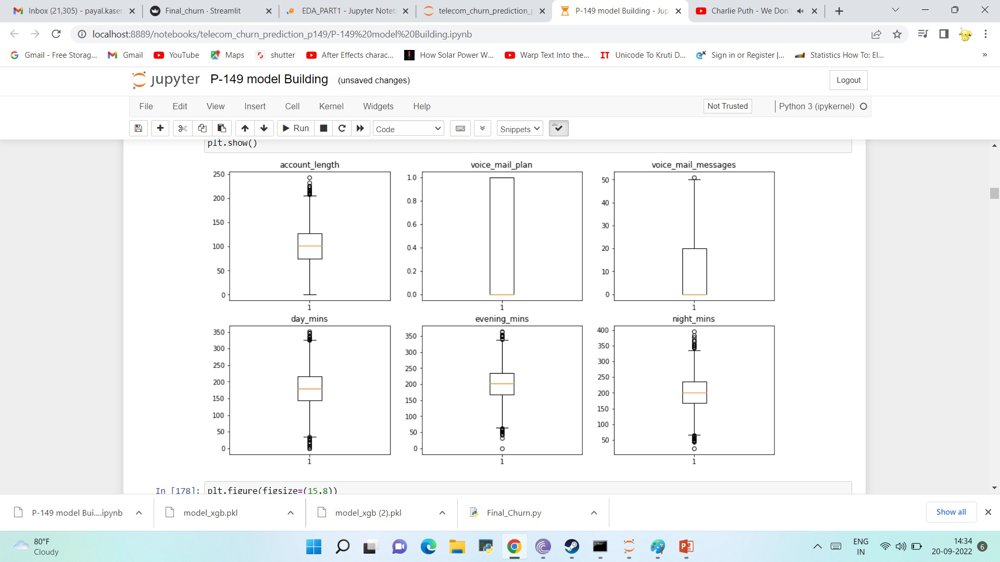 Inbox (21,305) - payal.kaser
Final_churn · Streamlit
EDA_PART1 - Jupyter Noteb
telecom_churn_prediction_p
P-149 model Building - Jup
Charlie Puth - We Don'
localhost:8889/notebooks/telecom_churn_prediction_p149/P-149%20model%20Building.ipynb
Gmail - Free Storag...
Gmail
YouTube
Maps
shutter
After Effects charac...
How Solar Power W...
Warp Text Into the...
IT Unicode To Kruti D...
Sign in or Register |...
Statistics How To: El...
»
jupyter P-149 model Building (unsaved changes)
Logout
File Edit View Insert Cell Kernel Widgets Help
Not Trusted
Python 3 (ipykernel)
Run
Code
Snippets
abc
plt.show()
account_length
250
200
150
100
50
0
1
voice_mail_plan
1.0
0.8
0.6
0.4
0.2
0.0
1
voice_mail_messages
50
40
30
20
10
0
1
day_mins
350
300
250
200
150
100
50
0
1
evening_mins
350
300
250
200
150
100
50
0
1
night_mins
400
350
300
250
200
150
100
50
1
In [178]: plt.figure(figsize=(15,8))
P-149 model Bui....ipynb
model_xgb.pkl
model_xgb (2).pkl
Final_Churn.py
Show all
80°F
Cloudy
ENG
IN
14:34
20-09-2022
6